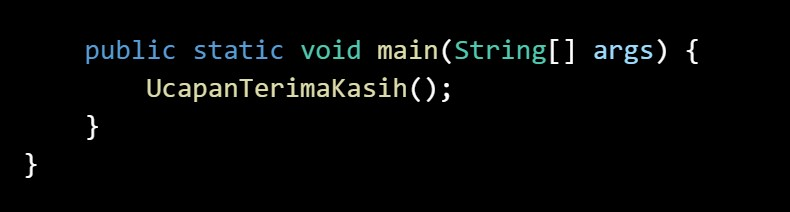 public static void main(String[] args) {
UcapanTerimaKasih();
}
}